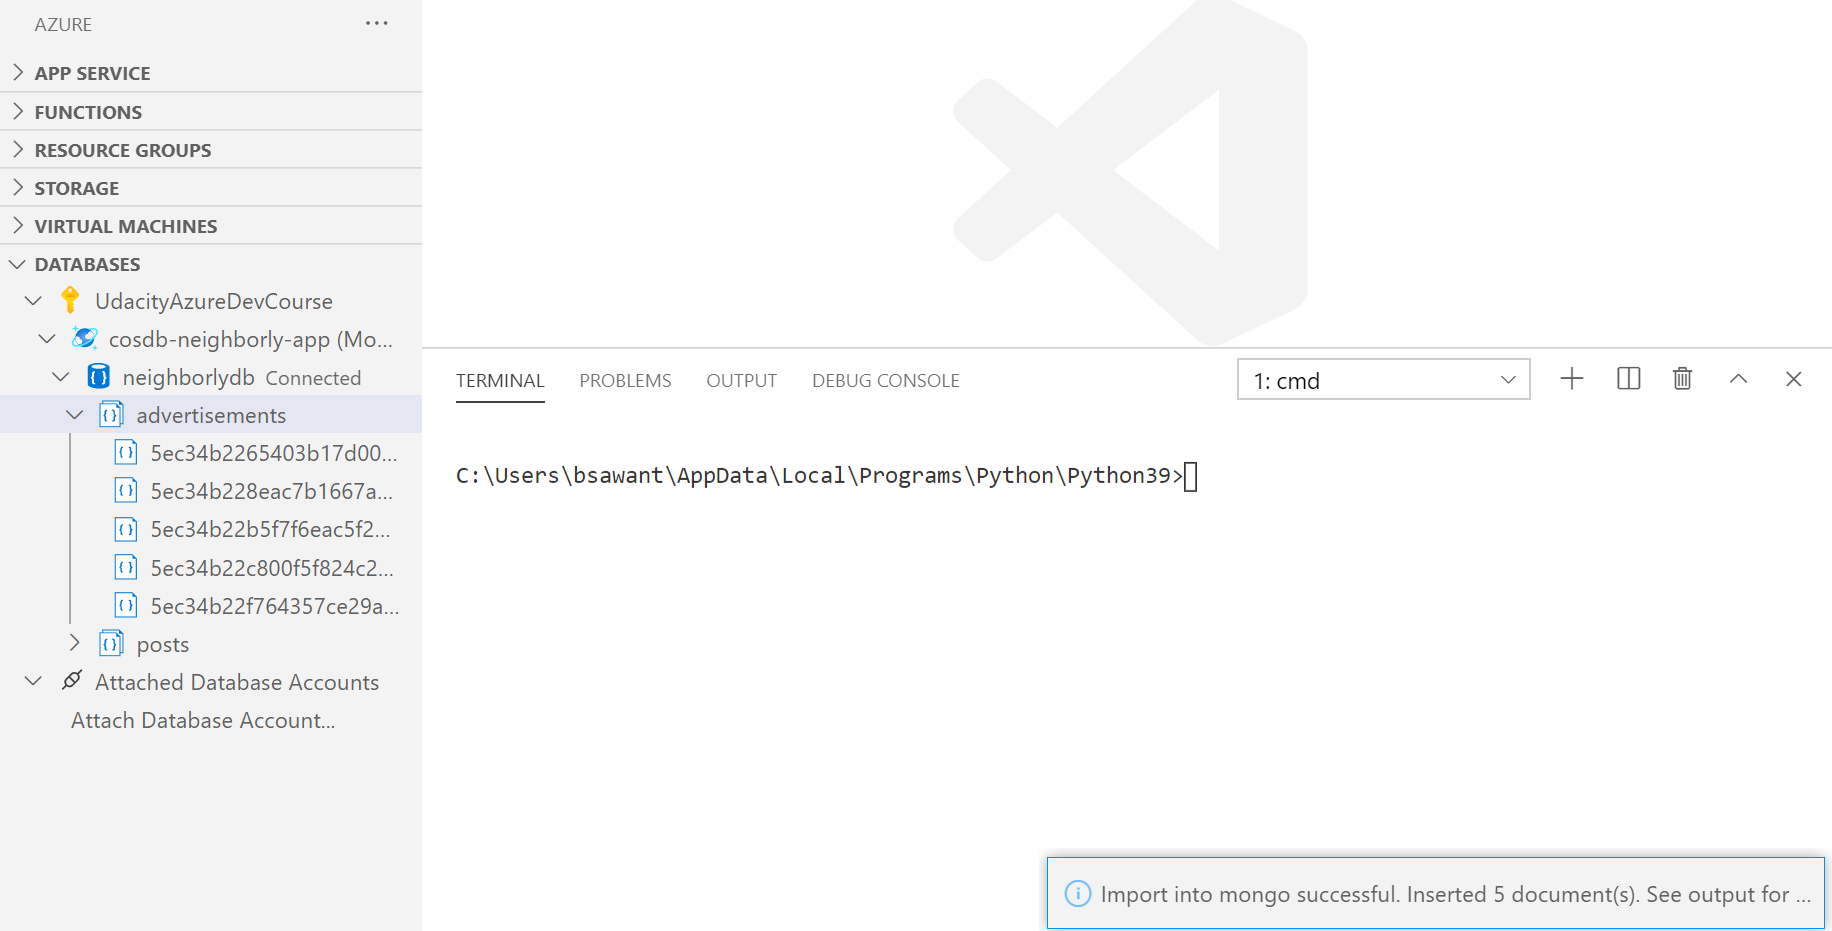 AZURE
APP SERVICE
FUNCTIONS
RESOURCE GROUPS
STORAGE
VIRTUAL MACHINES
DATABASES
UdacityAzureDevCourse
cosdb-neighborly-app (Mo...
neighborlydb Connected
advertisements
5ec34b2265403b17d00...
5ec34b228eac7b1667a...
5ec34b22b5f7f6eac5f2...
5ec34b22c800f5f824c2...
5ec34b22f764357ce29a...
posts
Attached Database Accounts
Attach Database Account...
TERMINAL PROBLEMS OUTPUT DEBUG CONSOLE 1: cmd
C:\Users\bsawant\AppData\Local\Programs\Python\Python39>
Import into mongo successful. Inserted 5 document(s). See output for ...